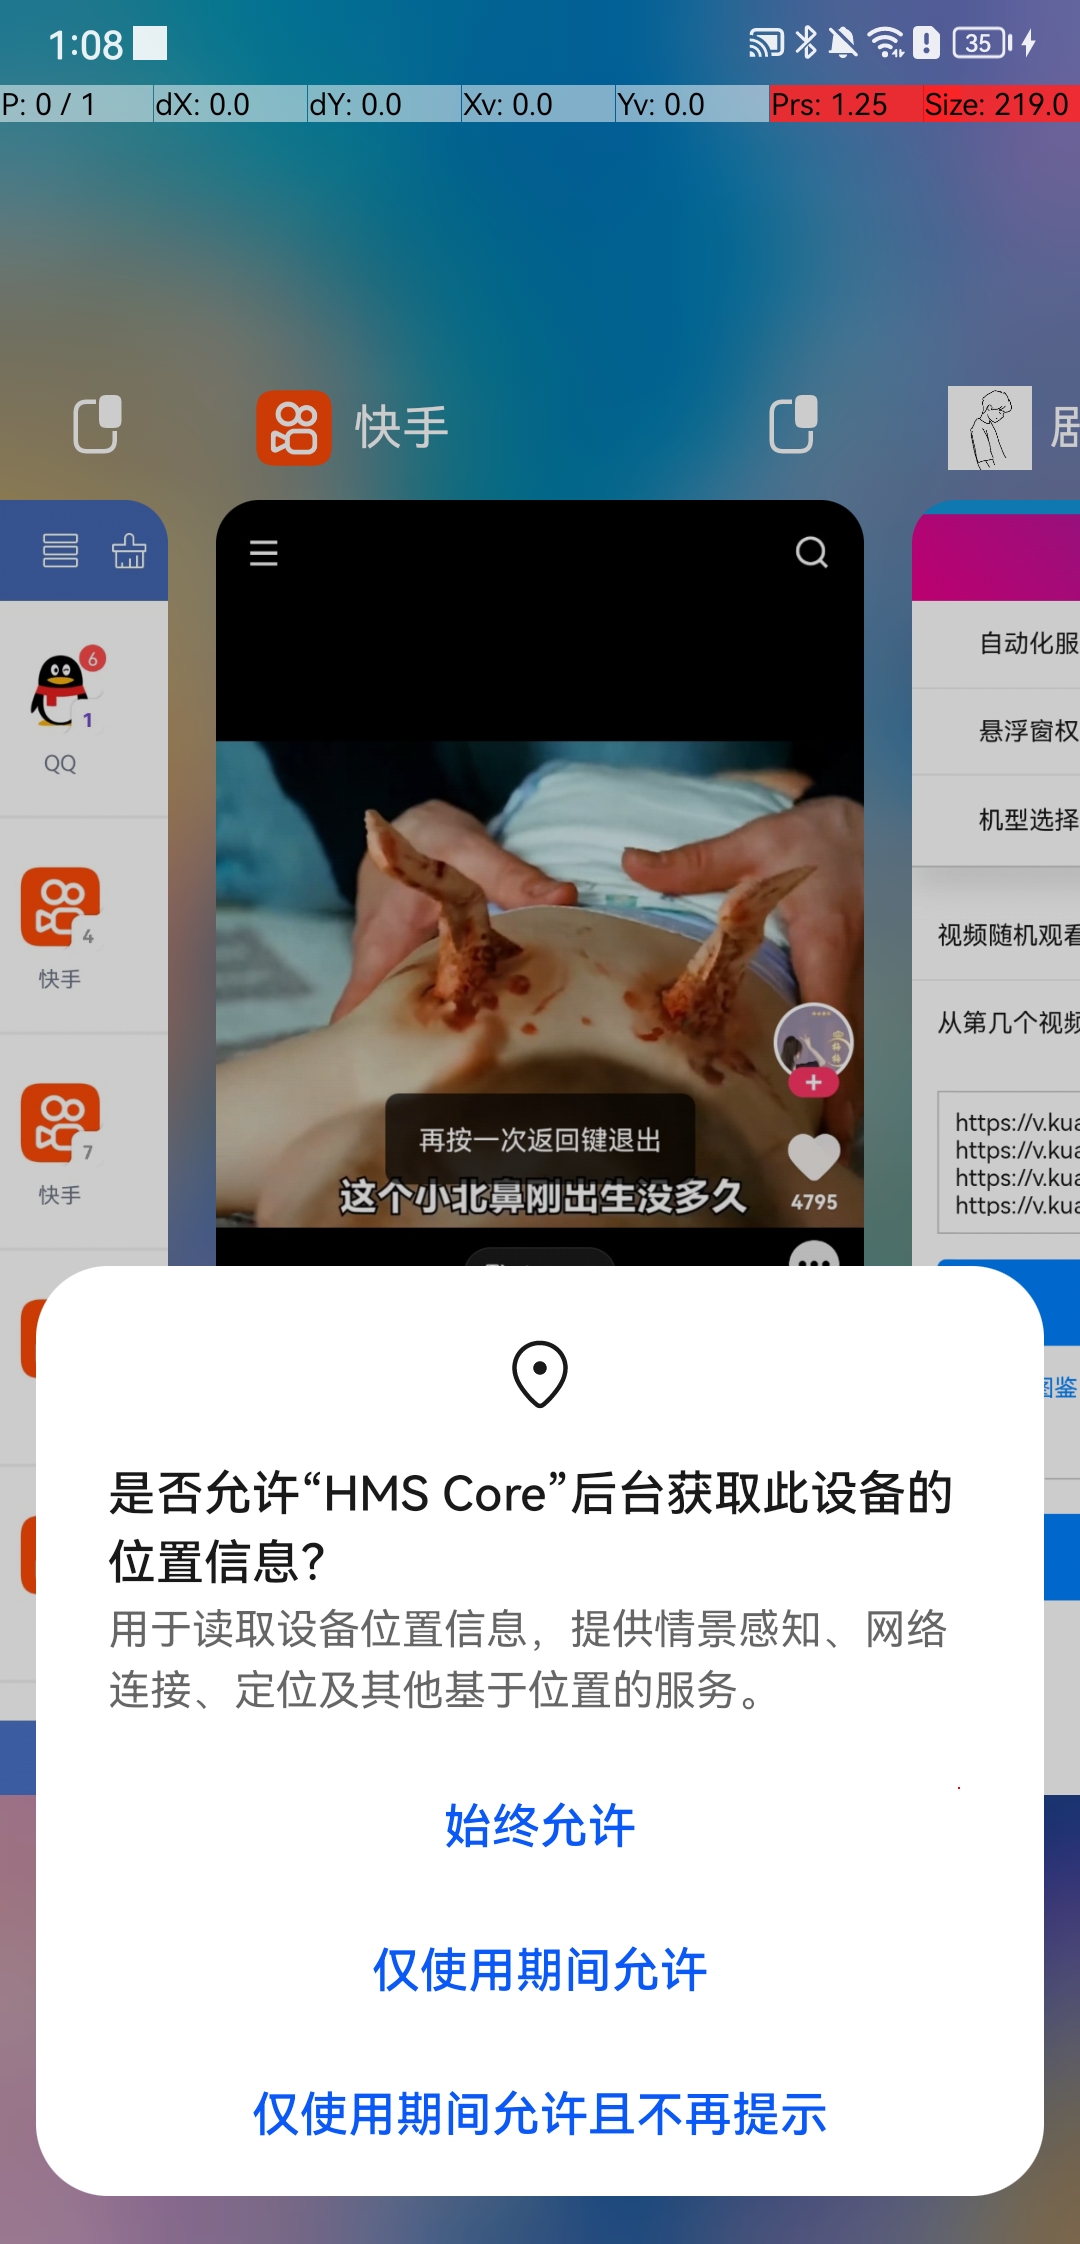 1:08
35
P: 0 / 1
dX: 0.0
dY: 0.0
Xv: 0.0
Yv: 0.0
Prs: 1.25
Size: 219.0
快手
6
1
QQ
4
快手
7
快手
再按一次返回键退出
这个小北鼻刚出生没多久
4795
自动化服
悬浮窗权
机型选择
视频随机观看
从第几个视频
https://v.kua
https://v.kua
https://v.kua
https://v.kua
图鉴
是否允许“HMS Core”后台获取此设备的
位置信息?
用于读取设备位置信息，提供情景感知、网络
连接、定位及其他基于位置的服务。
始终允许
仅使用期间允许
仅使用期间允许且不再提示